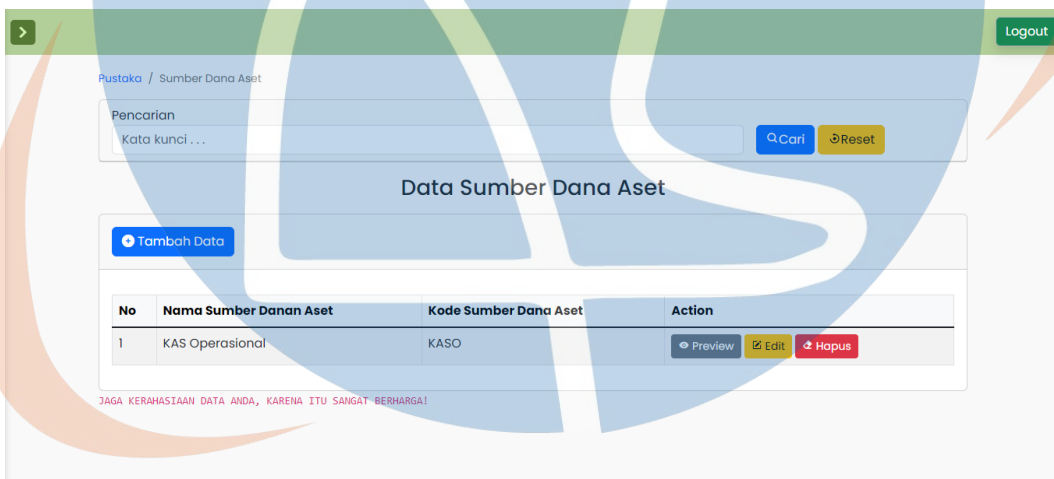 Logout
Pustaka / Sumber Dana Aset
Pencarian
Kata kunci . . .
Cari Reset
Data Sumber Dana Aset
Tambah Data
No Nama Sumber Danan Aset Kode Sumber Dana Aset Action
1 KAS Operasional KASO Preview Edit Hapus
JAGA KERAHASIAAN DATA ANDA, KARENA ITU SANGAT BERHARGA!